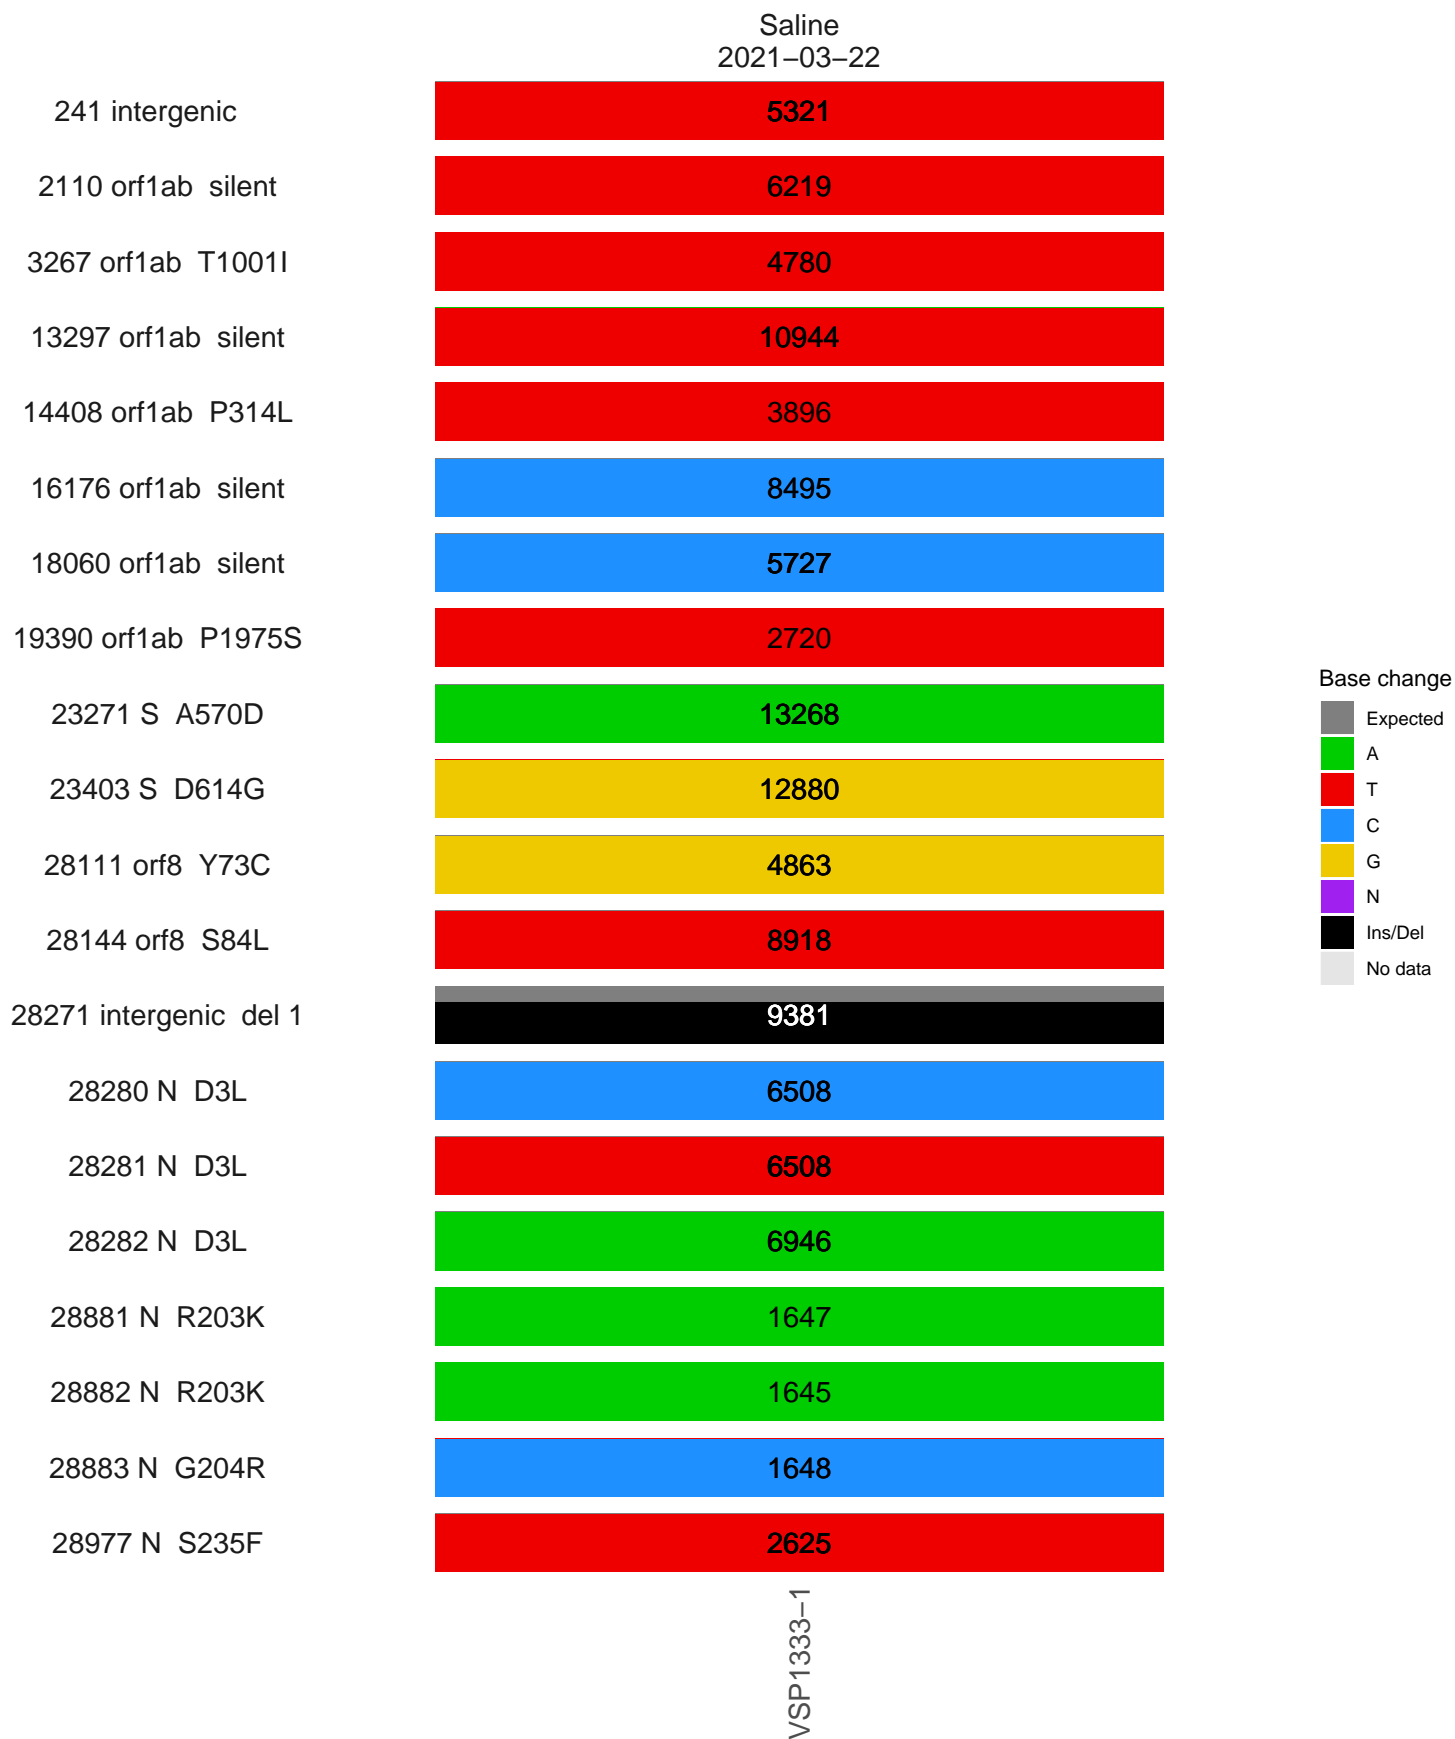 Saline
2021−03−22
241 intergenic 5321
2110 orf1ab silent 6219
3267 orf1ab T1001I 4780
13297 orf1ab silent 10944
14408 orf1ab P314L 3896
16176 orf1ab silent 8495
18060 orf1ab silent 5727
19390 orf1ab P1975S 2720
23271 S A570D 13268
23403 S D614G 12880
28111 orf8 Y73C 4863
28144 orf8 S84L 8918
28271 intergenic del 1 9381
28280 N D3L 6508
28281 N D3L 6508
28282 N D3L 6946
28881 N R203K 1647
28882 N R203K 1645
28883 N G204R 1648
28977 N S235F 2625
VSP1333−1
Base change
Expected
A
T
C
G
N
Ins/Del
No data